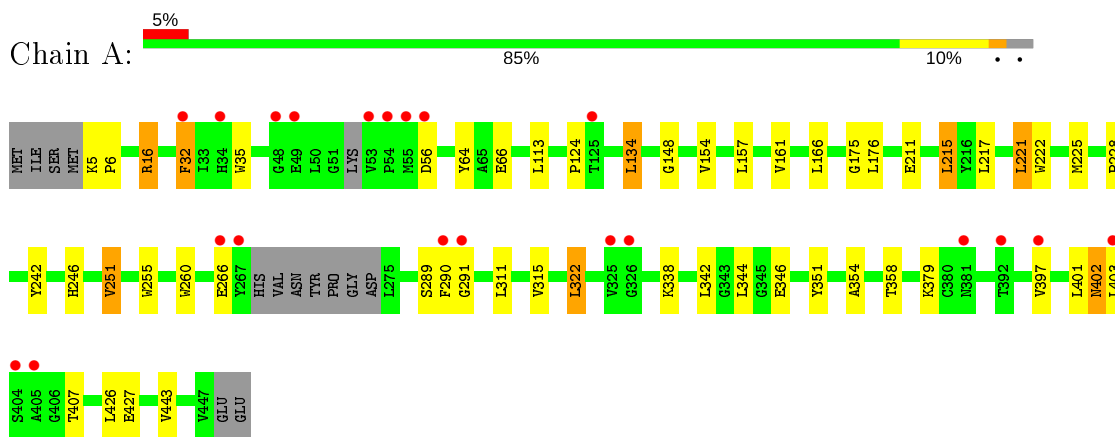 5%
Chain A:
85%
10%
MET ILE SER MET K5 P6 R16 F32 I33 H34 W35 G48 E49 L50 G51 LYS V53 P54 M55 D56 Y64 A65 E66 L113 P124 T125 L134 G148 V154 L157 V161 L166 G175 L176 E211 L215 Y216 L217 L221 W222 M225
Y242 H246 V251 W255 W260 E266 Y267 HIS VAL ASN TYR PRO GLY ASP L275 S289 F290 G291 L311 V315 L322 V325 G326 K338 L342 G343 L344 G345 E346 Y351 A354 T358 K379 C380 N381 T392 V397 L401 N402 L403
S404 A405 G406 T407 L426 E427 V443 V447 GLU GLU